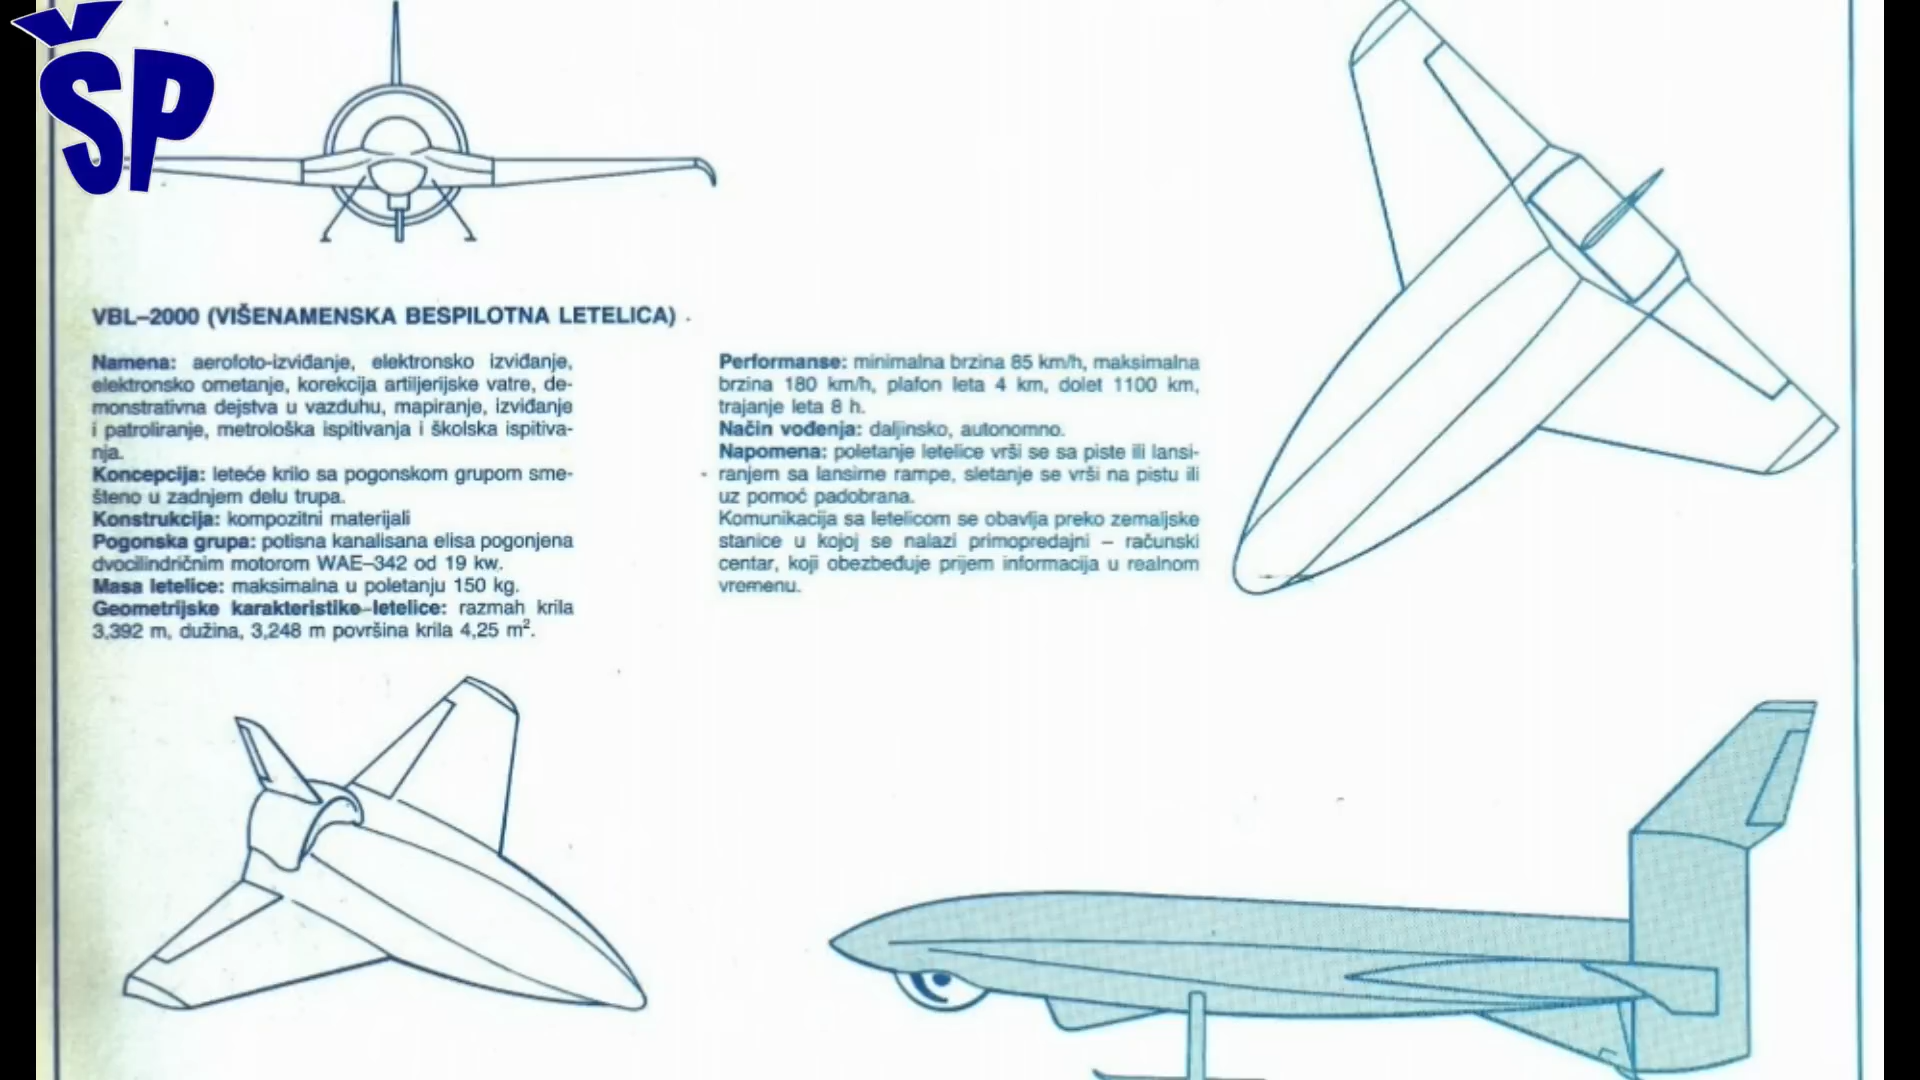 ŠP
VBL–2000 (VIŠENAMENSKA BESPILOTNA LETELICA)
Namena: aerofoto-izviđanje, elektronsko izviđanje,
elektronsko ometanje, korekcija artiljerijske vatre, de-
monstrativna dejstva u vazduhu, mapiranje, izviđanje
i patroliranje, metrološka ispitivanja i školska ispitiva-
nja.
Koncepcija: leteće krilo sa pogonskom grupom sme-
šteno u zadnjem delu trupa.
Konstrukcija: kompozitni materijali
Pogonska grupa: potisna kanalisana elisa pogonjena
dvocilindričnim motorom WAE–342 od 19 kw.
Masa letelice: maksimalna u poletanju 150 kg.
Geometrijske karakteristike letelice: razmah krila
3,392 m, dužina, 3,248 m površina krila 4,25 m².
Performanse: minimalna brzina 85 km/h, maksimalna
brzina 180 km/h, plafon leta 4 km, dolet 1100 km,
trajanje leta 8 h.
Način vođenja: daljinsko, autonomno.
Napomena: poletanje letelice vrši se sa piste ili lansi-
ranjem sa lansirne rampe, sletanje se vrši na pistu ili
uz pomoć padobrana.
Komunikacija sa letelicom se obavlja preko zemaljske
stanice u kojoj se nalazi primopredajni – računski
centar, koji obezbeđuje prijem informacija u realnom
vremenu.